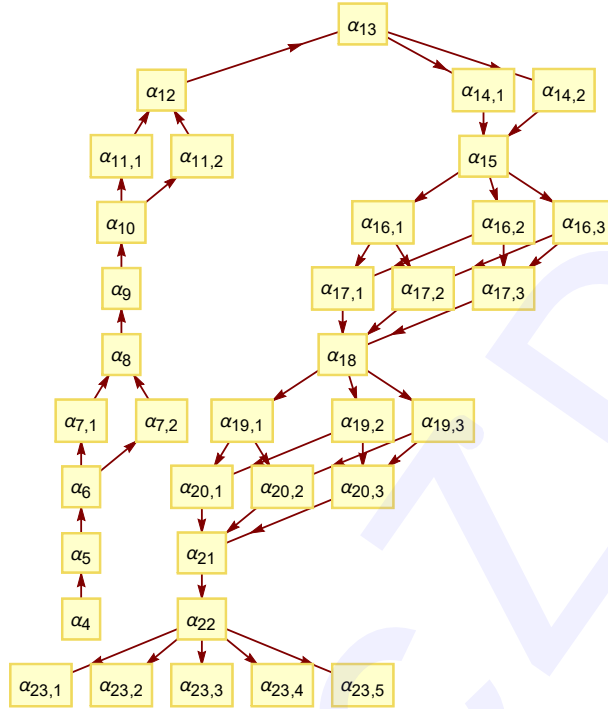 α13
α12
α14,1 α14,2
α11,1 α11,2
α15
α10
α16,1 α16,2 α16,3
α9
α17,1 α17,2 α17,3
α8
α18
α7,1 α7,2
α19,1 α19,2 α19,3
α6
α20,1 α20,2 α20,3
α5
α21
α4
α22
α23,1 α23,2 α23,3 α23,4 α23,5